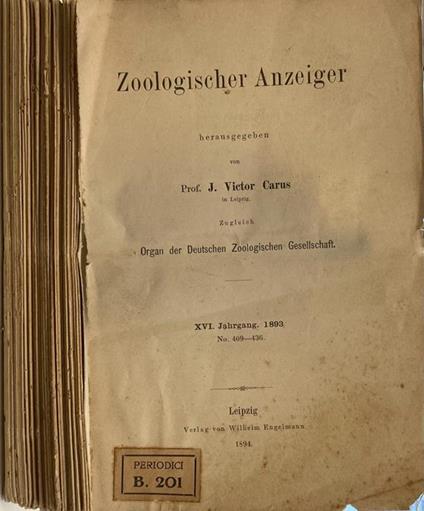 Zoologischer Anzeiger
herausgegeben
von
Prof. J. Victor Carus
in Leipzig.
Zugleich
Organ der Deutschen Zoologischen Gesellschaft.
XVI. Jahrgang. 1893
No. 409—436.
Leipzig
Verlag von Wilhelm Engelmann
1894.
PERIODICI
B. 201